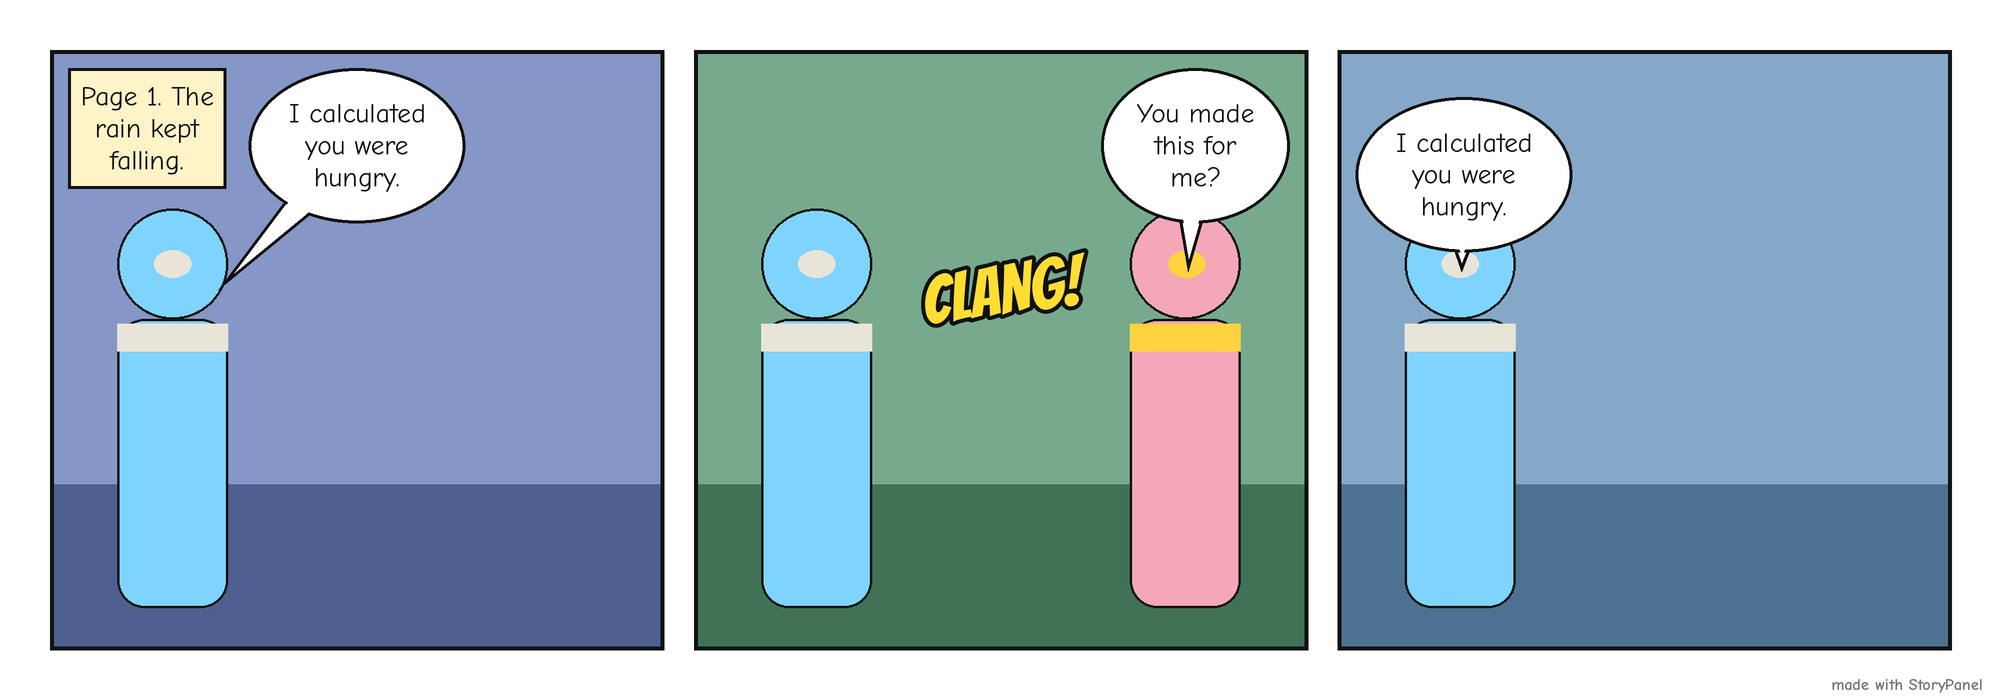 Page 1. The
rain kept
falling.
I calculated
you were
hungry.
CLANG!
You made
this for
me?
I calculated
you were
hungry.
made with StoryPanel